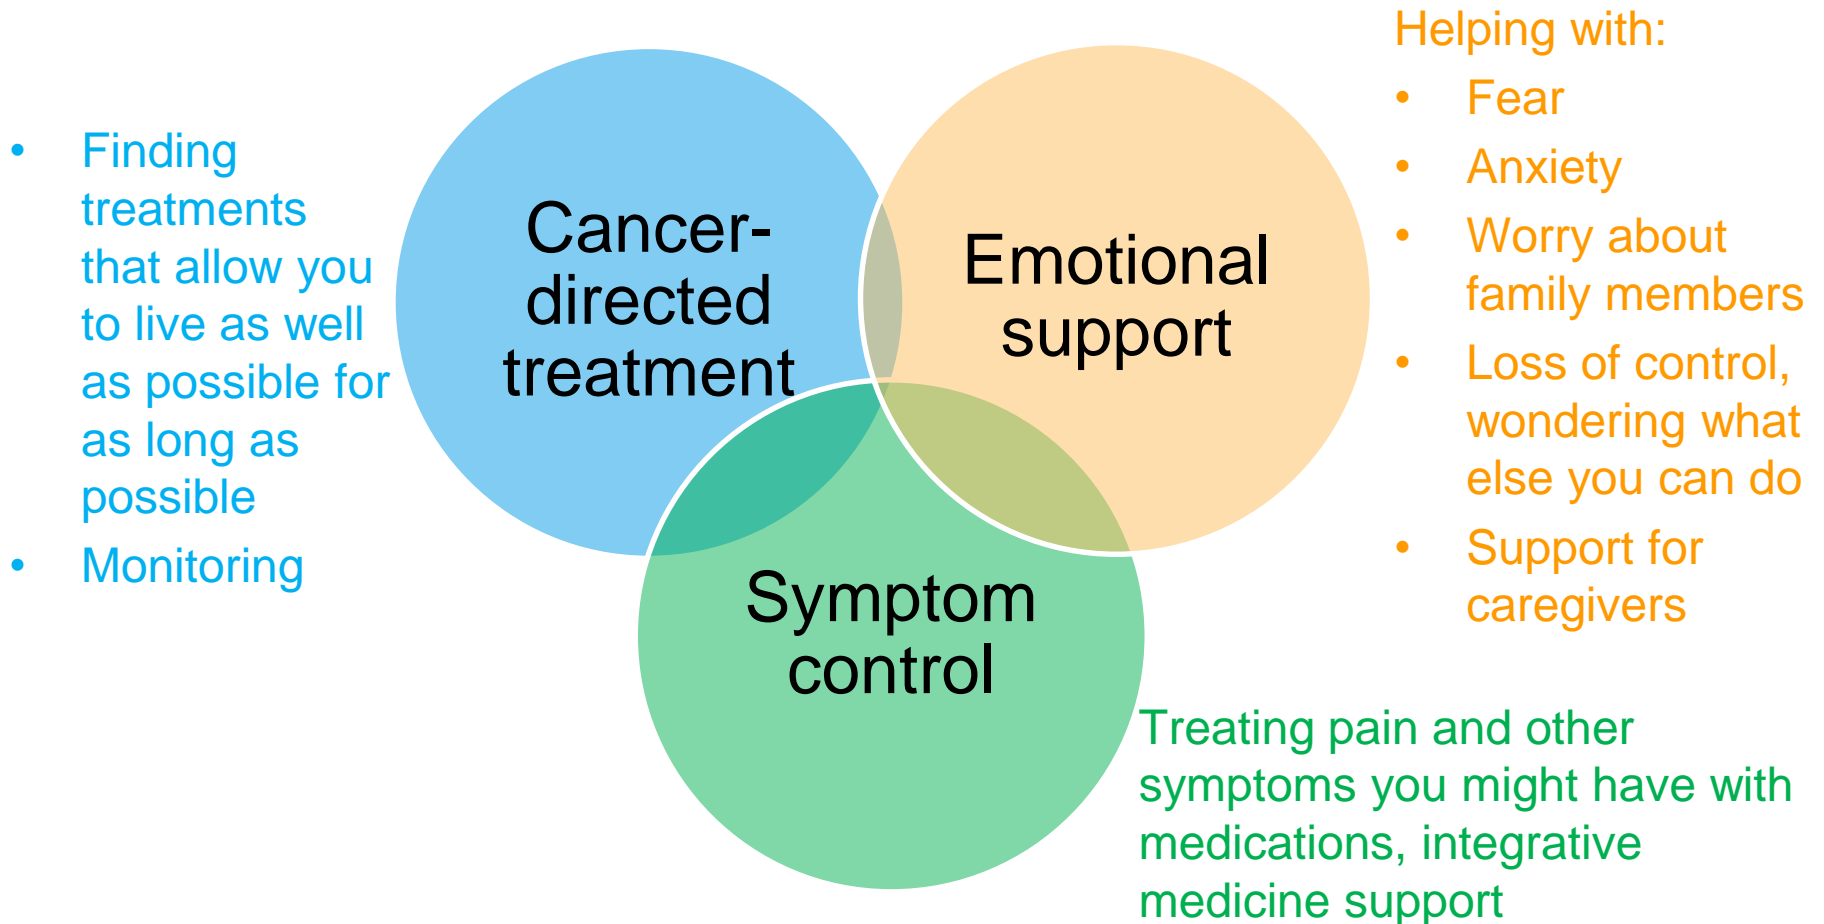 • Finding
treatments
that allow you
to live as well
as possible for
as long as
possible
• Monitoring
Cancer-
directed
treatment
Emotional
support
Symptom
control
Helping with:
• Fear
• Anxiety
• Worry about
family members
• Loss of control,
wondering what
else you can do
• Support for
caregivers
Treating pain and other
symptoms you might have with
medications, integrative
medicine support